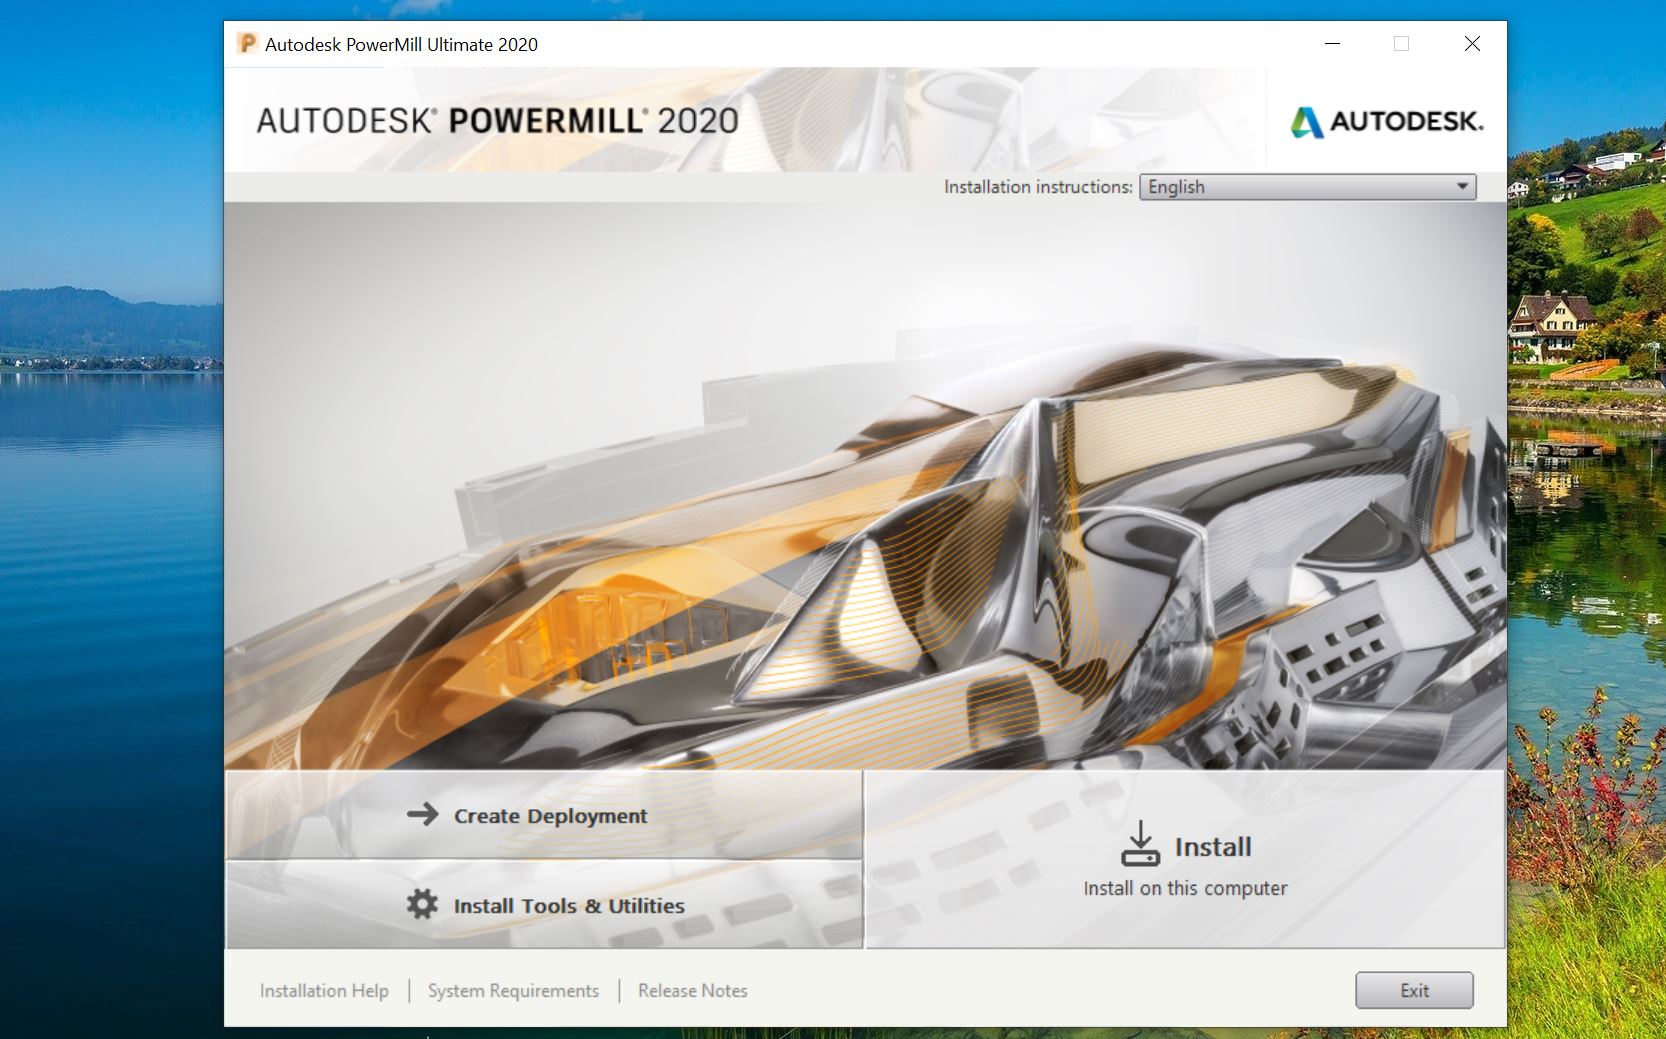 Autodesk PowerMill Ultimate 2020
AUTODESK® POWERMILL® 2020
AUTODESK.
Installation instructions: English
Create Deployment
Install
Install on this computer
Install Tools & Utilities
Installation Help | System Requirements | Release Notes
Exit